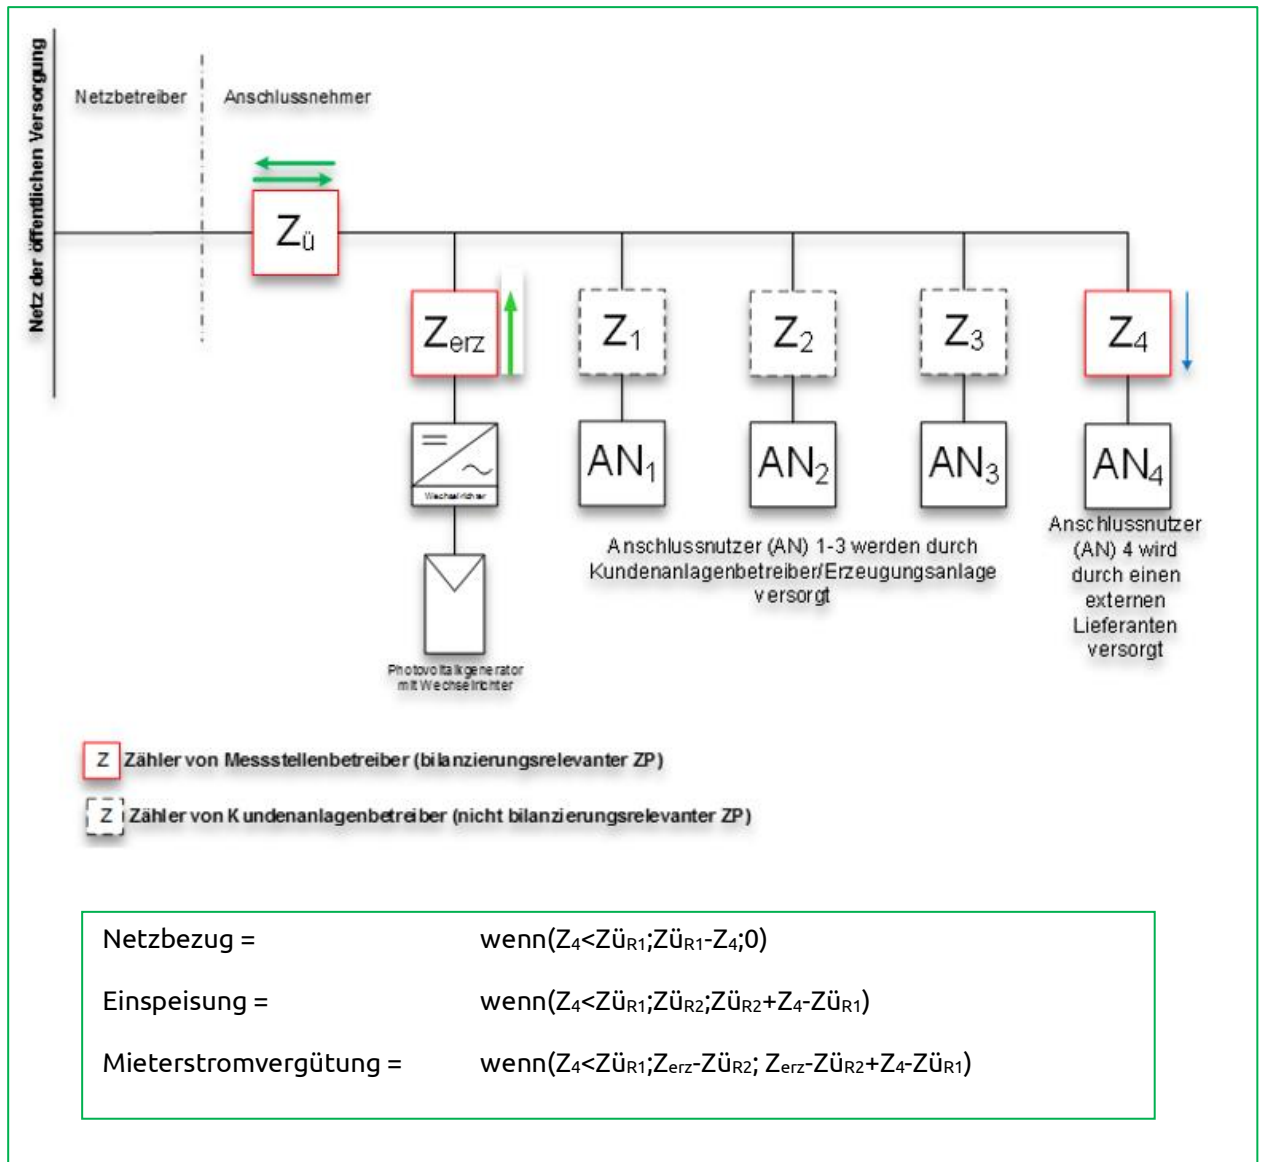 Netz der öffentlichen Versorgung
Netzbetreiber
Anschlussnehmer
Zü
Zerz
Z1
Z2
Z3
Z4
Wechselrichter
AN1
AN2
AN3
AN4
Anschlussnutzer (AN) 1-3 werden durch
Kundenanlagenbetreiber/Erzeugungsanlage
versorgt
Anschlussnutzer
(AN) 4 wird
durch einen
externen
Lieferanten
versorgt
Photovoltaikgenerator
mit Wechselrichter
Z Zähler von Messstellenbetreiber (bilanzierungsrelevanter ZP)
Z Zähler von Kundenanlagenbetreiber (nicht bilanzierungsrelevanter ZP)
Netzbezug = wenn(Z4<ZüR1;ZüR1-Z4;0)
Einspeisung = wenn(Z4<ZüR1;ZüR2;ZüR2+Z4-ZüR1)
Mieterstromvergütung = wenn(Z4<ZüR1;Zerz-ZüR2; Zerz-ZüR2+Z4-ZüR1)